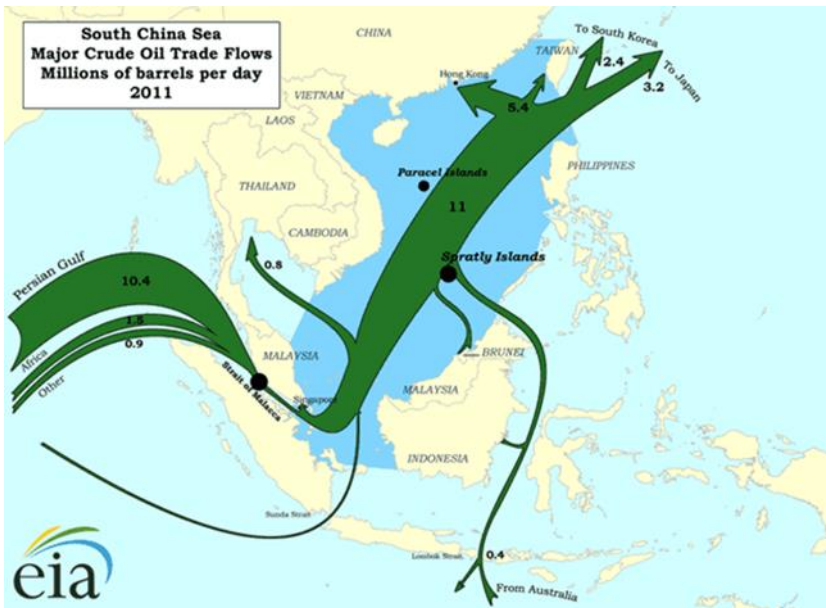 South China Sea
Major Crude Oil Trade Flows
Millions of barrels per day
2011
CHINA
TAIWAN
To South Korea
2.4
To Japan
3.2
Hong Kong
5.4
VIETNAM
LAOS
Paracel Islands
PHILIPPINES
THAILAND
11
CAMBODIA
Spratly Islands
0.8
Persian Gulf
10.4
1.5
Africa
0.9
Other
MALAYSIA
BRUNEI
Strait of Malacca
Singapore
MALAYSIA
INDONESIA
Sunda Strait
Lombok Strait
0.4
From Australia
eia